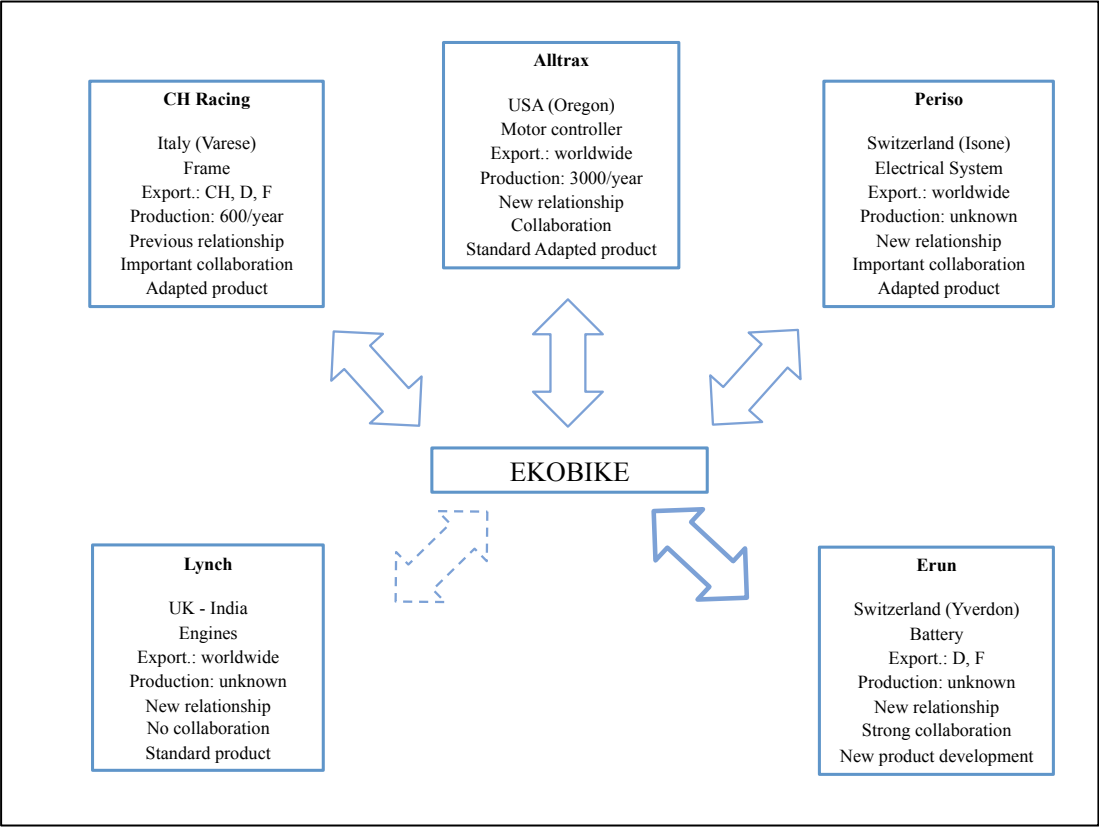 CH Racing
Italy (Varese)
Frame
Export.: CH, D, F
Production: 600/year
Previous relationship
Important collaboration
Adapted product
Alltrax
USA (Oregon)
Motor controller
Export.: worldwide
Production: 3000/year
New relationship
Collaboration
Standard Adapted product
Periso
Switzerland (Isone)
Electrical System
Export.: worldwide
Production: unknown
New relationship
Important collaboration
Adapted product
EKOBIKE
Lynch
UK - India
Engines
Export.: worldwide
Production: unknown
New relationship
No collaboration
Standard product
Erun
Switzerland (Yverdon)
Battery
Export.: D, F
Production: unknown
New relationship
Strong collaboration
New product development